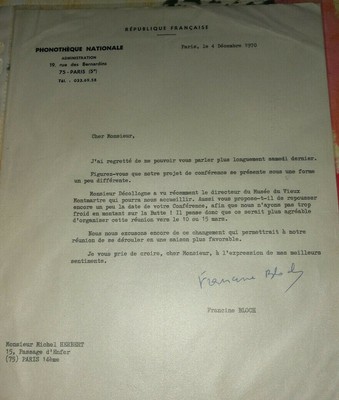 RÉPUBLIQUE FRANÇAISE
PHONOTHÈQUE NATIONALE
ADMINISTRATION
19, rue des Bernardins
75 - PARIS (5e)
Tél.
Paris, le 4 Décembre 1970
Cher Monsieur,
J'ai regretté de ne pouvoir vous parler plus longuement samedi dernier.
Figurez-vous que notre projet de conférence se présente sous une forme
un peu différente.
Monsieur Décollogne a vu récemment le directeur du Musée du Vieux
Montmartre qui pourra nous accueillir. Aussi vous propose-t-il de repousser
encore un peu la date de votre Conférence, afin que nous n'ayons pas trop
froid en montant sur la Butte ! Il pense donc que ce serait plus agréable
d'organiser cette réunion vers le 10 ou 15 mars.
Nous nous excusons encore de ce changement qui permettrait à notre
réunion de se dérouler en une saison plus favorable.
Je vous prie de croire, cher Monsieur, à l'expression de mes meilleurs
sentiments.
Francine Bloch
Francine BLOCH
Monsieur Michel HERBERT
15, Passage d'Enfer
(75) PARIS 14ème